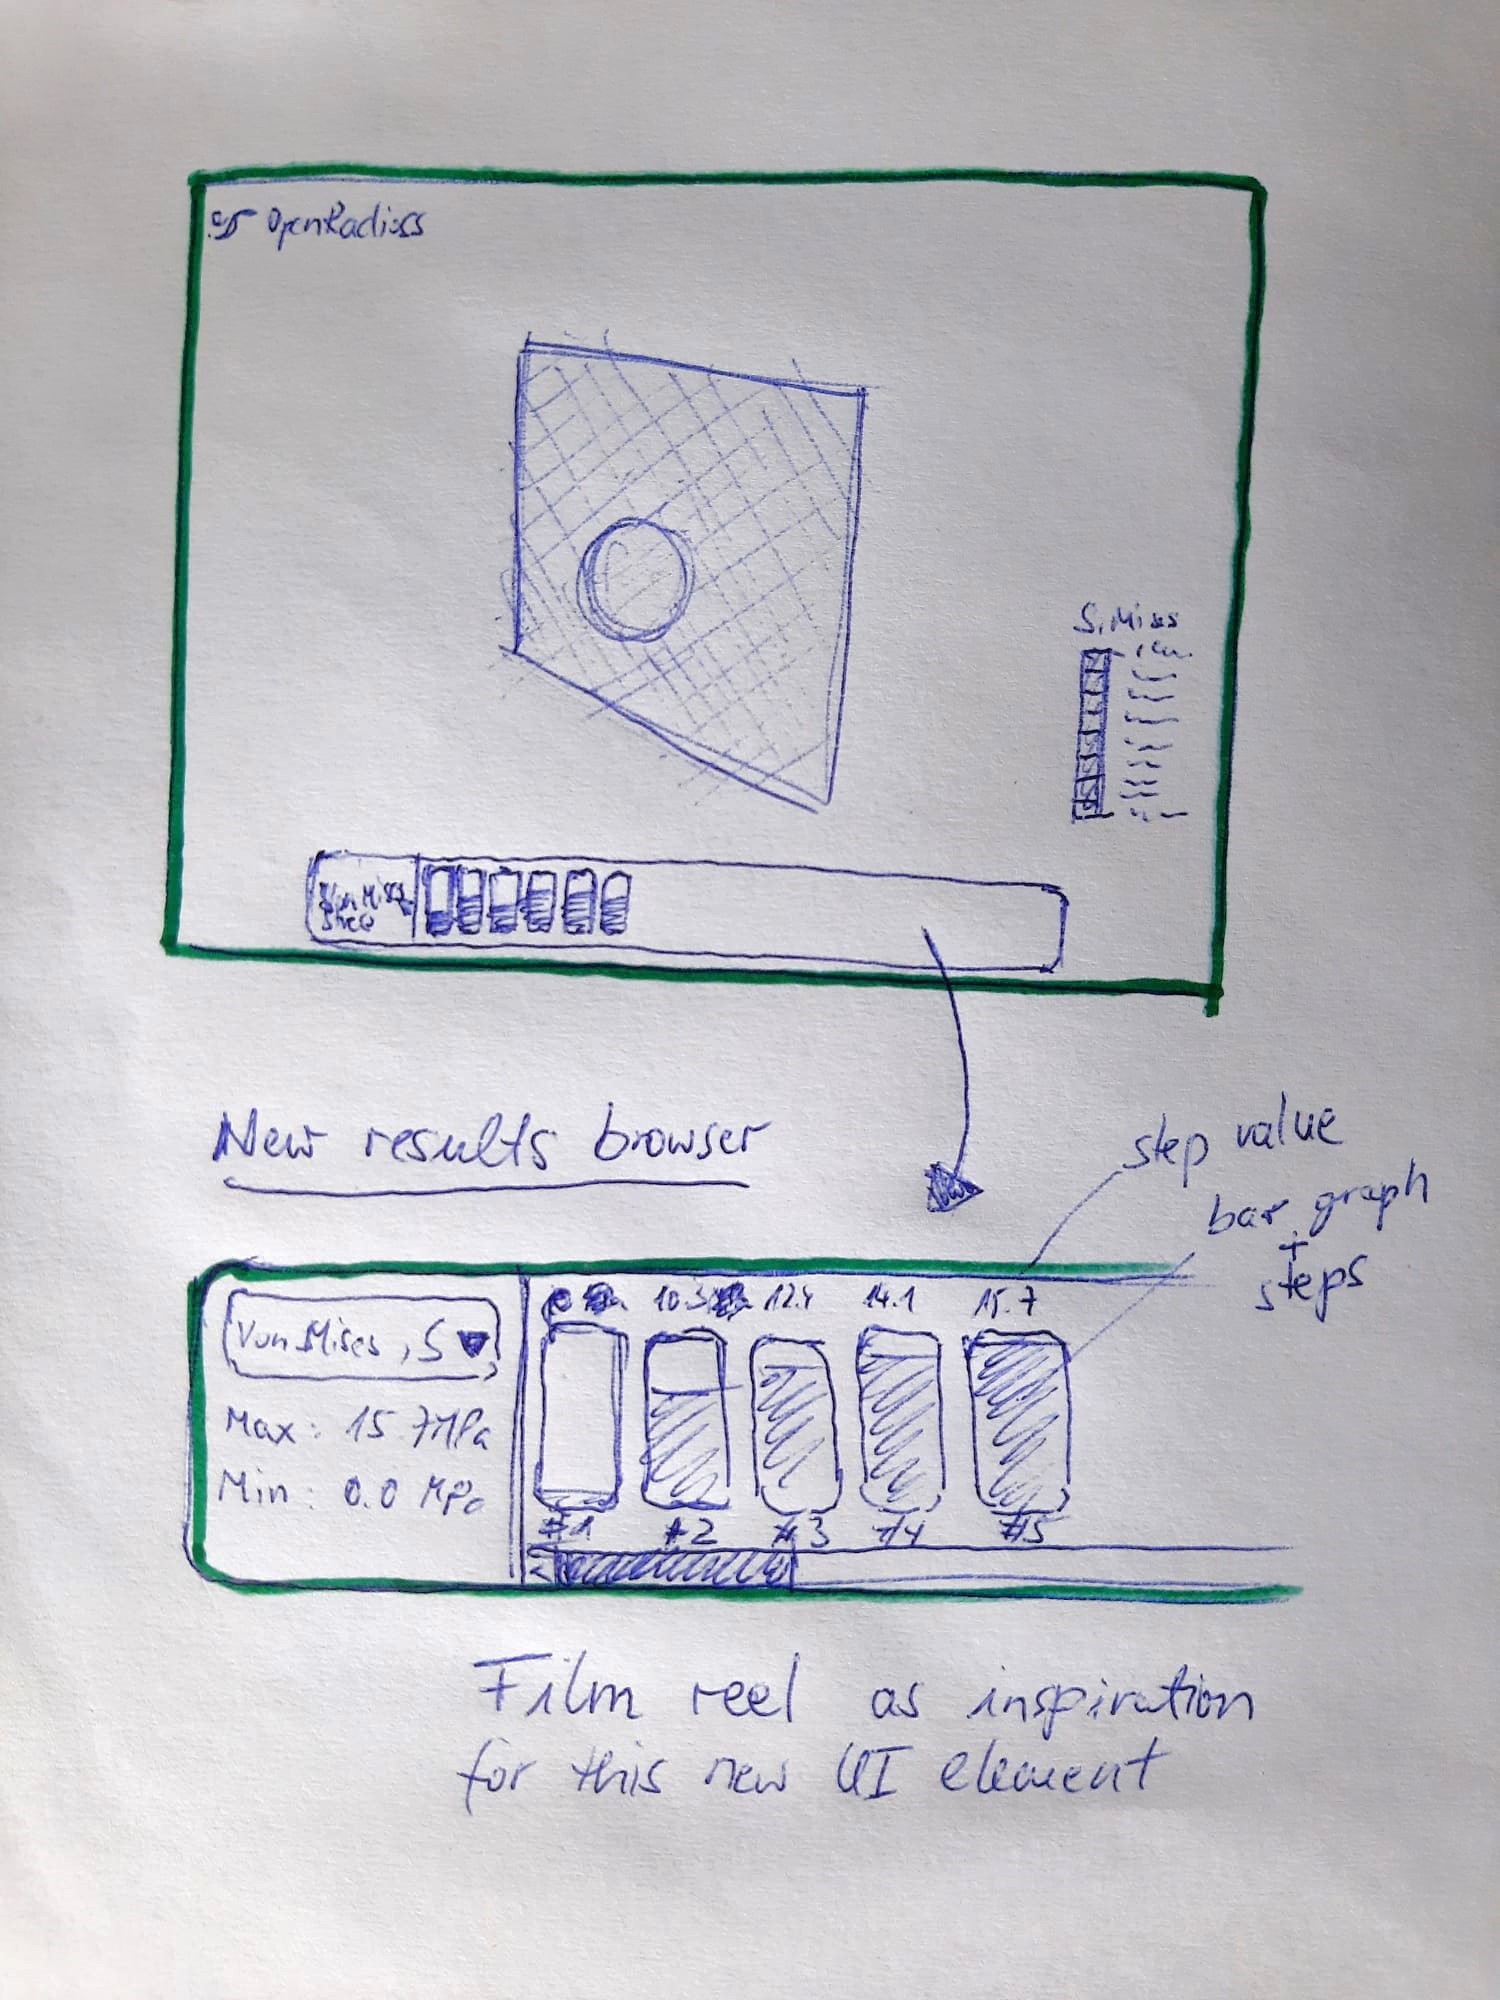 OpenRadioss
S, Mises
Von Mises
New results browser
step value
bar graph
+
steps
0 10.3 12.4 14.1 15.7
Von Mises, S
Max: 15.7 MPa
Min: 0.0 MPa
#1 #2 #3 #4 #5
<
Film reel as inspiration
for this new UI element